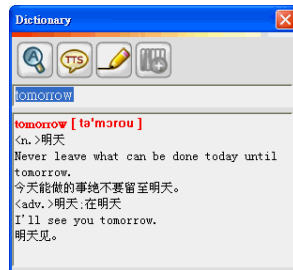 Dictionary
TTS
tomorrow
tomorrow [ tə'mɔrou ]
<n.>明天
Never leave what can be done today until
tomorrow.
今天能做的事绝不要留至明天。
<adv.>明天;在明天
I'll see you tomorrow.
明天见。